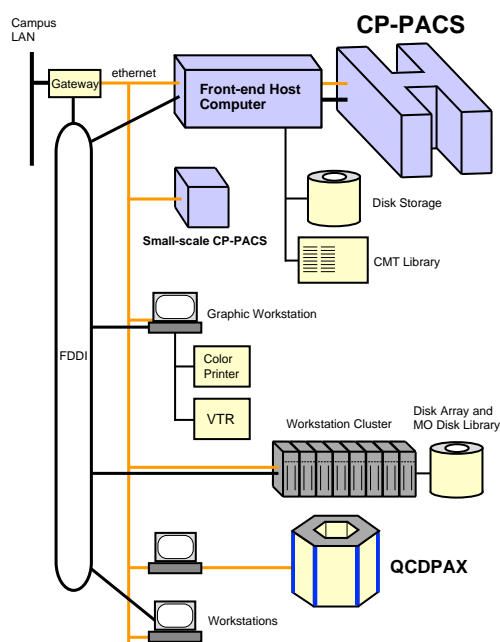 Campus
LAN
CP-PACS
ethernet
Gateway
Front-end Host
Computer
Disk Storage
Small-scale CP-PACS
CMT Library
Graphic Workstation
FDDI
Color
Printer
VTR
Workstation Cluster
Disk Array and
MO Disk Library
QCDPAX
Workstations